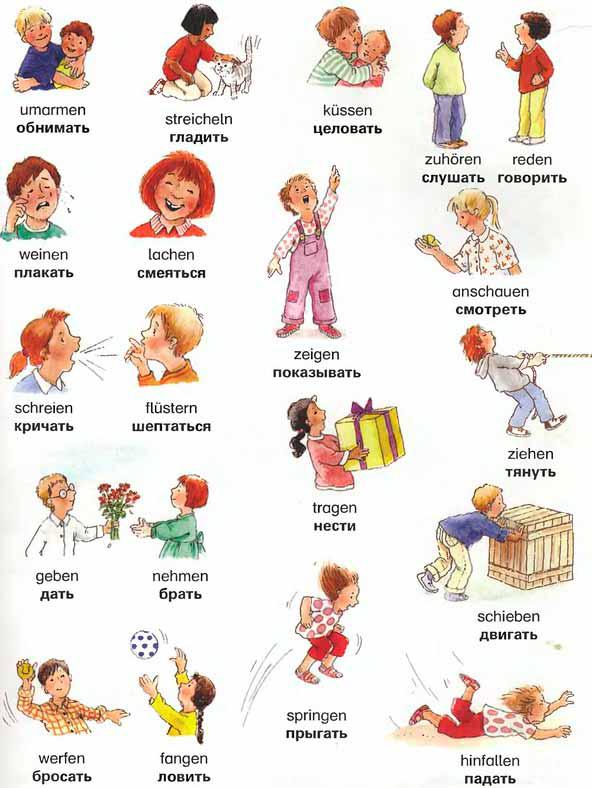 umarmen
обнимать
streicheln
гладить
küssen
целовать
zuhören
слушать
reden
говорить
weinen
плакать
lachen
смеяться
zeigen
показывать
anschauen
смотреть
schreien
кричать
flüstern
шептаться
tragen
нести
ziehen
тянуть
geben
дать
nehmen
брать
springen
прыгать
schieben
двигать
werfen
бросать
fangen
ловить
hinfallen
падать